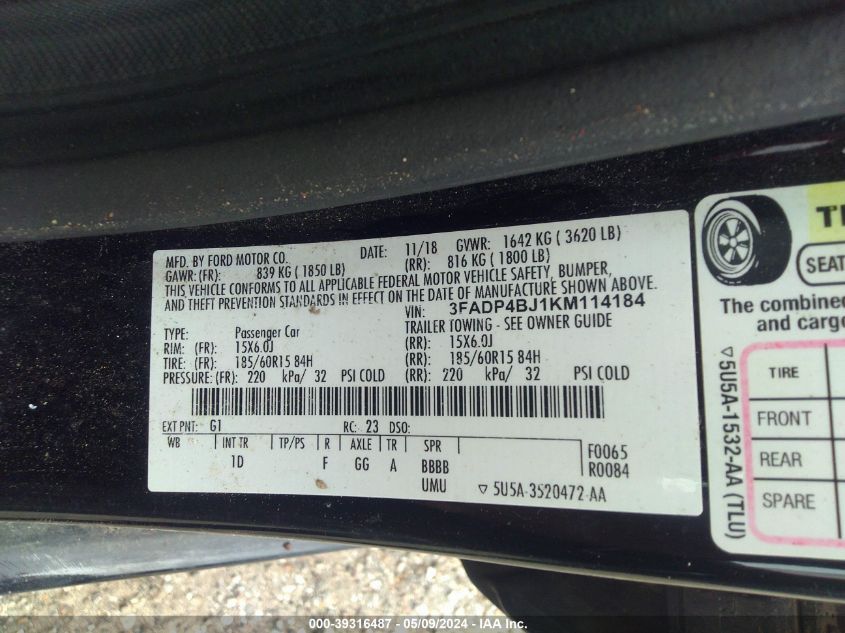 MFD. BY FORD MOTOR CO. DATE: 11/18 GVWR: 1642 KG ( 3620 LB)
GAWR: (FR) 839 KG ( 1850 LB) (RR): 816 KG ( 1800 LB)
THIS VEHICLE CONFORMS TO ALL APPLICABLE FEDERAL MOTOR VEHICLE SAFETY, BUMPER,
AND THEFT PREVENTION STANDARDS IN EFFECT ON THE DATE OF MANUFACTURE SHOWN ABOVE.
VIN: 3FADP4BJ1KM114184
TYPE: Passenger Car TRAILER TOWING - SEE OWNER GUIDE
RIM: (FR) 15X6.0J (RR): 15X6.0J
TIRE: (FR): 185/60R15 84H (RR): 185/60R15 84H
PRESSURE: (FR): 220 kPa/ 32 PSI COLD (RR): 220 kPa/ 32 PSI COLD
EXT PNT: G1 RC: 23 DSO:
WB INT TR TP/PS R AXLE TR SPR F0065
1D F GG A BBBB R0084
UMU ▽ 5U5A-3520472-AA
SEAT
The combined
and cargo
TIRE
FRONT
REAR
SPARE
▽5U5A-1532-AA (TLU)
000-39316487 - 05/09/2024 - IAA Inc.